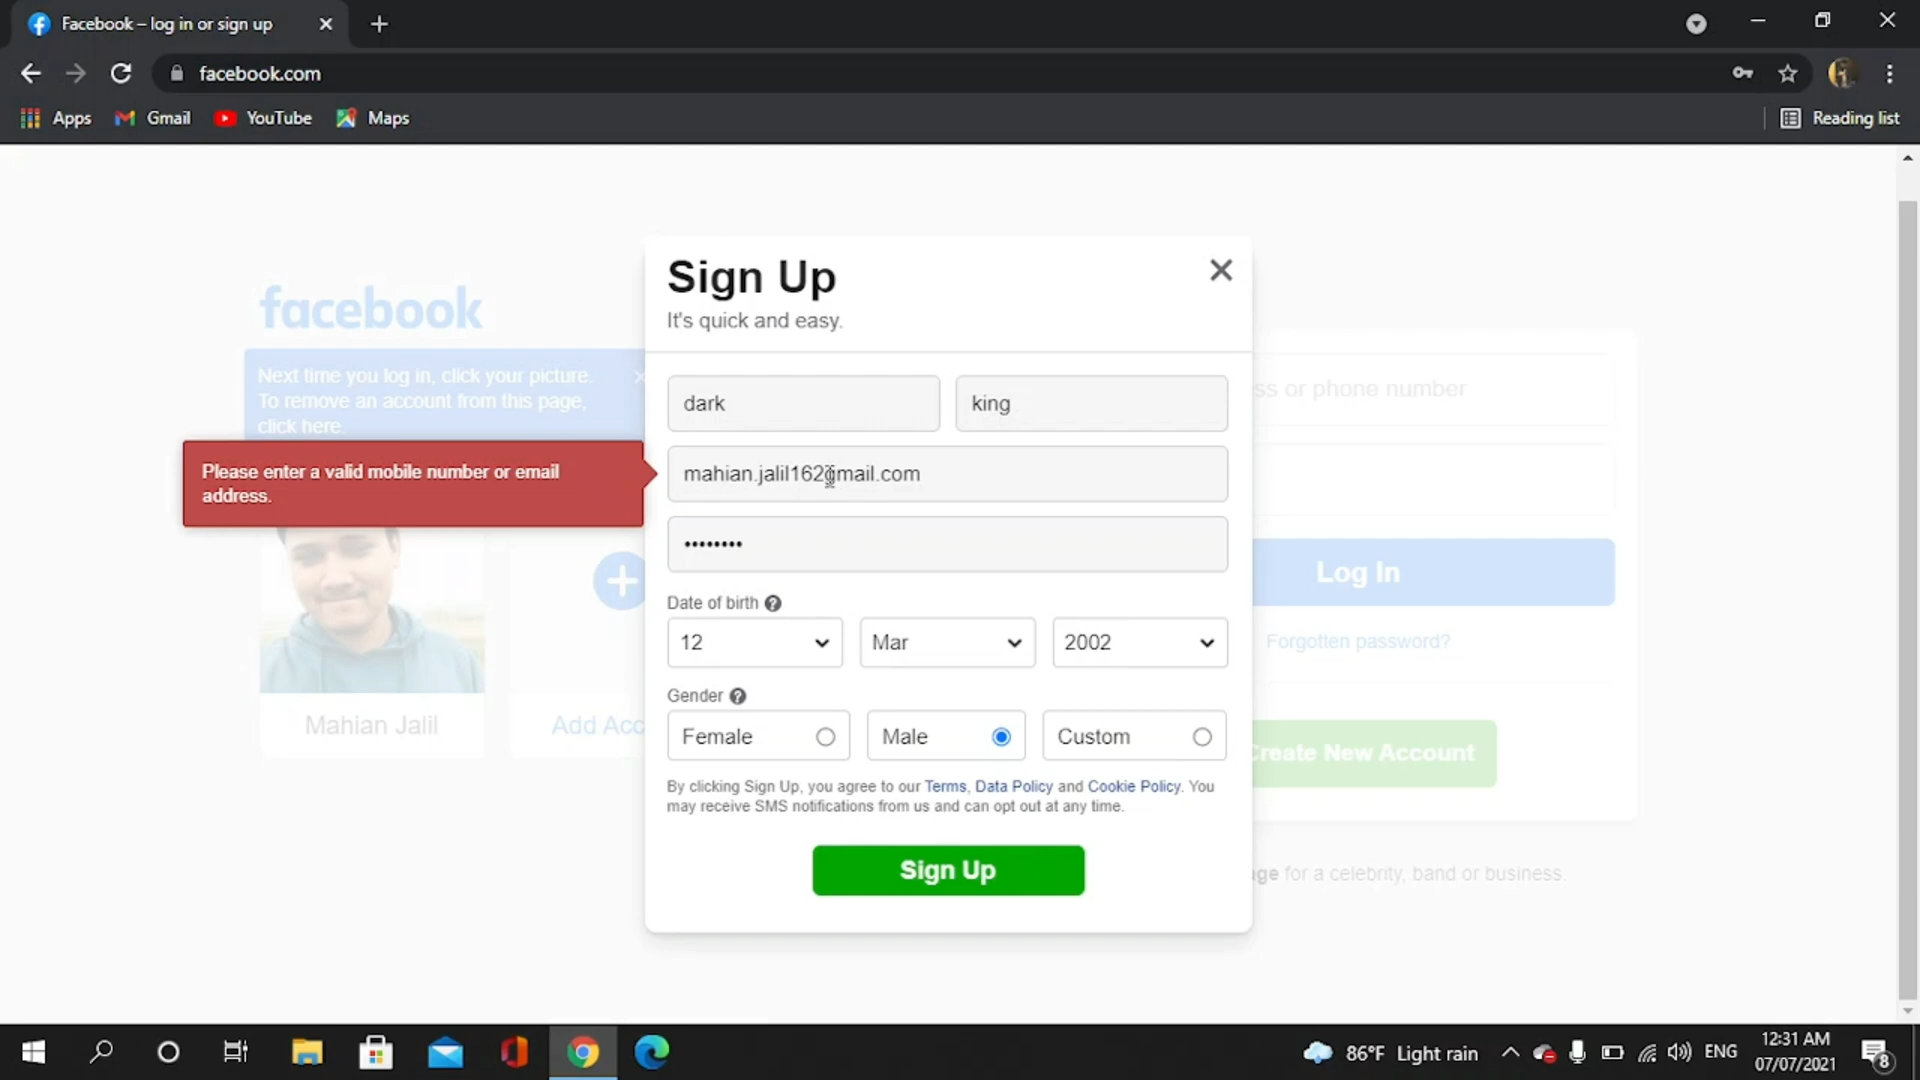 Facebook – log in or sign up
facebook.com
Apps
Gmail
YouTube
Maps
Reading list
facebook
Next time you log in, click your picture.
To remove an account from this page,
click here.
Please enter a valid mobile number or email
address.
Mahian Jalil
Add Acc
Sign Up
It's quick and easy.
dark
king
mahian.jalil162gmail.com
••••••••
Date of birth
12
Mar
2002
Gender
Female
Male
Custom
By clicking Sign Up, you agree to our Terms, Data Policy and Cookie Policy. You
may receive SMS notifications from us and can opt out at any time.
Sign Up
ss or phone number
Log In
Forgotten password?
Create New Account
ge for a celebrity, band or business.
86°F Light rain
ENG
12:31 AM
07/07/2021
8